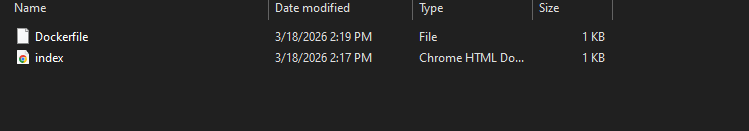 Name Date modified Type Size
Dockerfile 3/18/2026 2:19 PM File 1 KB
index 3/18/2026 2:17 PM Chrome HTML Do... 1 KB